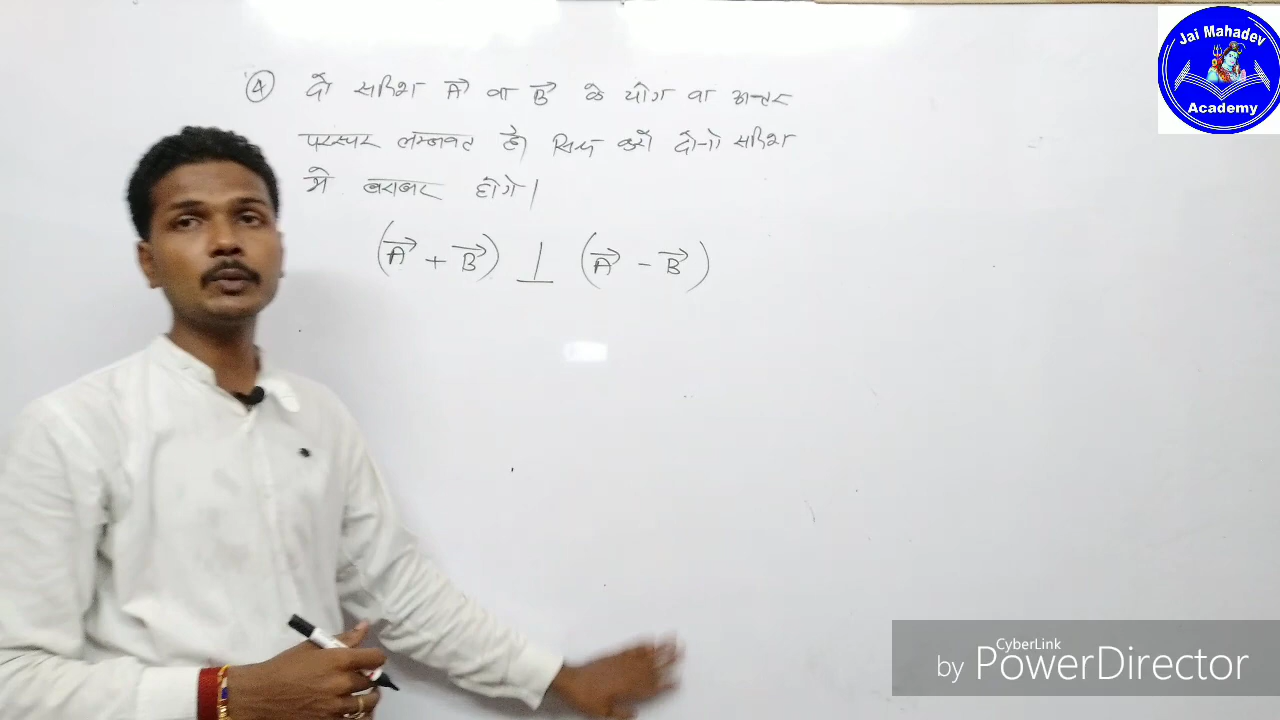 ④ दो सदिश A⃗ वा B⃗ के योग वा अन्तर
परस्पर लम्बवत है। सिद्ध करो दोनो सदिश
मे बराबर होंगे।
(A⃗ + B⃗) ⊥ (A⃗ − B⃗)
Jai Mahadev
Academy
CyberLink
by PowerDirector